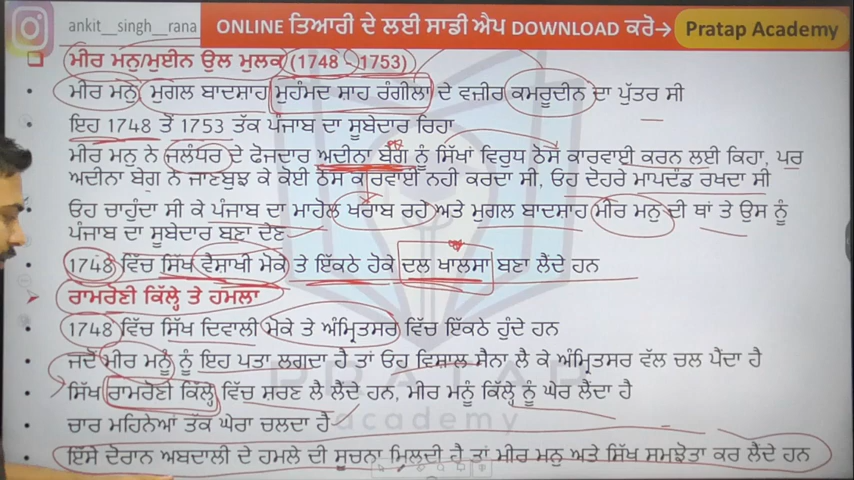 ankit__singh__rana
ONLINE ਤਿਆਰੀ ਦੇ ਲਈ ਸਾਡੀ ਐਪ DOWNLOAD ਕਰੋ→
Pratap Academy
ਮੀਰ ਮਨੂ/ਮੁਈਨ ਉਲ ਮੁਲਕ (1748 - 1753)
ਮੀਰ ਮਨੂੰ ਮੁਗਲ ਬਾਦਸ਼ਾਹ ਮੁਹੰਮਦ ਸ਼ਾਹ ਰੰਗੀਲਾ ਦੇ ਵਜ਼ੀਰ ਕਮਰੂਦੀਨ ਦਾ ਪੁੱਤਰ ਸੀ
ਇਹ 1748 ਤੋਂ 1753 ਤੱਕ ਪੰਜਾਬ ਦਾ ਸੂਬੇਦਾਰ ਰਿਹਾ
ਮੀਰ ਮਨੂ ਨੇ ਜਲੰਧਰ ਦੇ ਫੋਜਦਾਰ ਅਦੀਨਾ ਬੇਗ ਨੂੰ ਸਿੱਖਾਂ ਵਿਰੁਧ ਠੋਸ ਕਾਰਵਾਈ ਕਰਨ ਲਈ ਕਿਹਾ, ਪਰ
ਅਦੀਨਾ ਬੇਗ ਨੇ ਜਾਣਬੁਝ ਕੇ ਕੋਈ ਠੋਸ ਕਾਰਵਾਈ ਨਹੀ ਕਰਦਾ ਸੀ, ਓਹ ਦੋਹਰੇ ਮਾਪਦੰਡ ਰਖਦਾ ਸੀ
ਓਹ ਚਾਹੁੰਦਾ ਸੀ ਕੇ ਪੰਜਾਬ ਦਾ ਮਾਹੋਲ ਖਰਾਬ ਰਹੇ ਅਤੇ ਮੁਗਲ ਬਾਦਸ਼ਾਹ ਮੀਰ ਮਨੂ ਦੀ ਥਾਂ ਤੇ ਉਸ ਨੂੰ
ਪੰਜਾਬ ਦਾ ਸੂਬੇਦਾਰ ਬਣਾ ਦੇਣ
1748 ਵਿੱਚ ਸਿੱਖ ਵੈਸਾਖੀ ਮੋਕੇ ਤੇ ਇੱਕਠੇ ਹੋਕੇ ਦਲ ਖਾਲਸਾ ਬਣਾ ਲੈਂਦੇ ਹਨ
ਰਾਮਰੋਣੀ ਕਿੱਲ੍ਹੇ ਤੇ ਹਮਲਾ
1748 ਵਿੱਚ ਸਿੱਖ ਦਿਵਾਲੀ ਮੋਕੇ ਤੇ ਅੰਮ੍ਰਿਤਸਰ ਵਿੱਚ ਇੱਕਠੇ ਹੁੰਦੇ ਹਨ
ਜਦੋਂ ਮੀਰ ਮਨੂੰ ਨੂੰ ਇਹ ਪਤਾ ਲਗਦਾ ਹੈ ਤਾਂ ਓਹ ਵਿਸ਼ਾਲ ਸੈਨਾ ਲੈ ਕੇ ਅੰਮ੍ਰਿਤਸਰ ਵੱਲ ਚਲ ਪੈਂਦਾ ਹੈ
ਸਿੱਖ ਰਾਮਰੋਣੀ ਕਿੱਲ੍ਹੇ ਵਿੱਚ ਸ਼ਰਣ ਲੈ ਲੈਂਦੇ ਹਨ, ਮੀਰ ਮਨੂੰ ਕਿੱਲ੍ਹੇ ਨੂੰ ਘੇਰ ਲੈਂਦਾ ਹੈ
ਚਾਰ ਮਹਿਨੇਆਂ ਤੱਕ ਘੇਰਾ ਚਲਦਾ ਹੈ
ਇੱਸੇ ਦੋਰਾਨ ਅਬਦਾਲੀ ਦੇ ਹਮਲੇ ਦੀ ਸੂਚਨਾ ਮਿਲਦੀ ਹੈ ਤਾਂ ਮੀਰ ਮਨੂ ਅਤੇ ਸਿੱਖ ਸਮਝੋਤਾ ਕਰ ਲੈਂਦੇ ਹਨ
PRATAP
academy